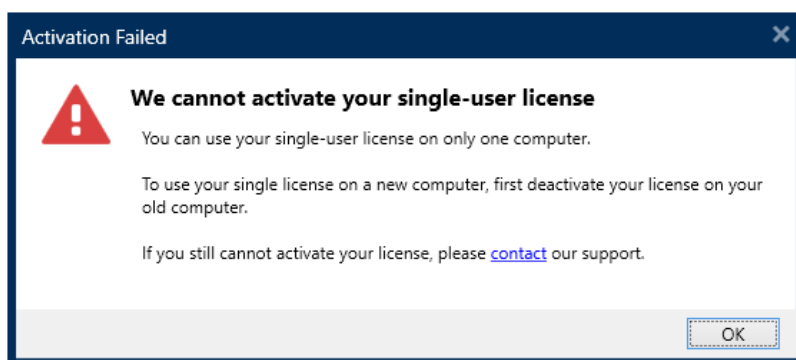 Activation Failed
We cannot activate your single-user license
You can use your single-user license on only one computer.
To use your single license on a new computer, first deactivate your license on your
old computer.
If you still cannot activate your license, please contact our support.
OK